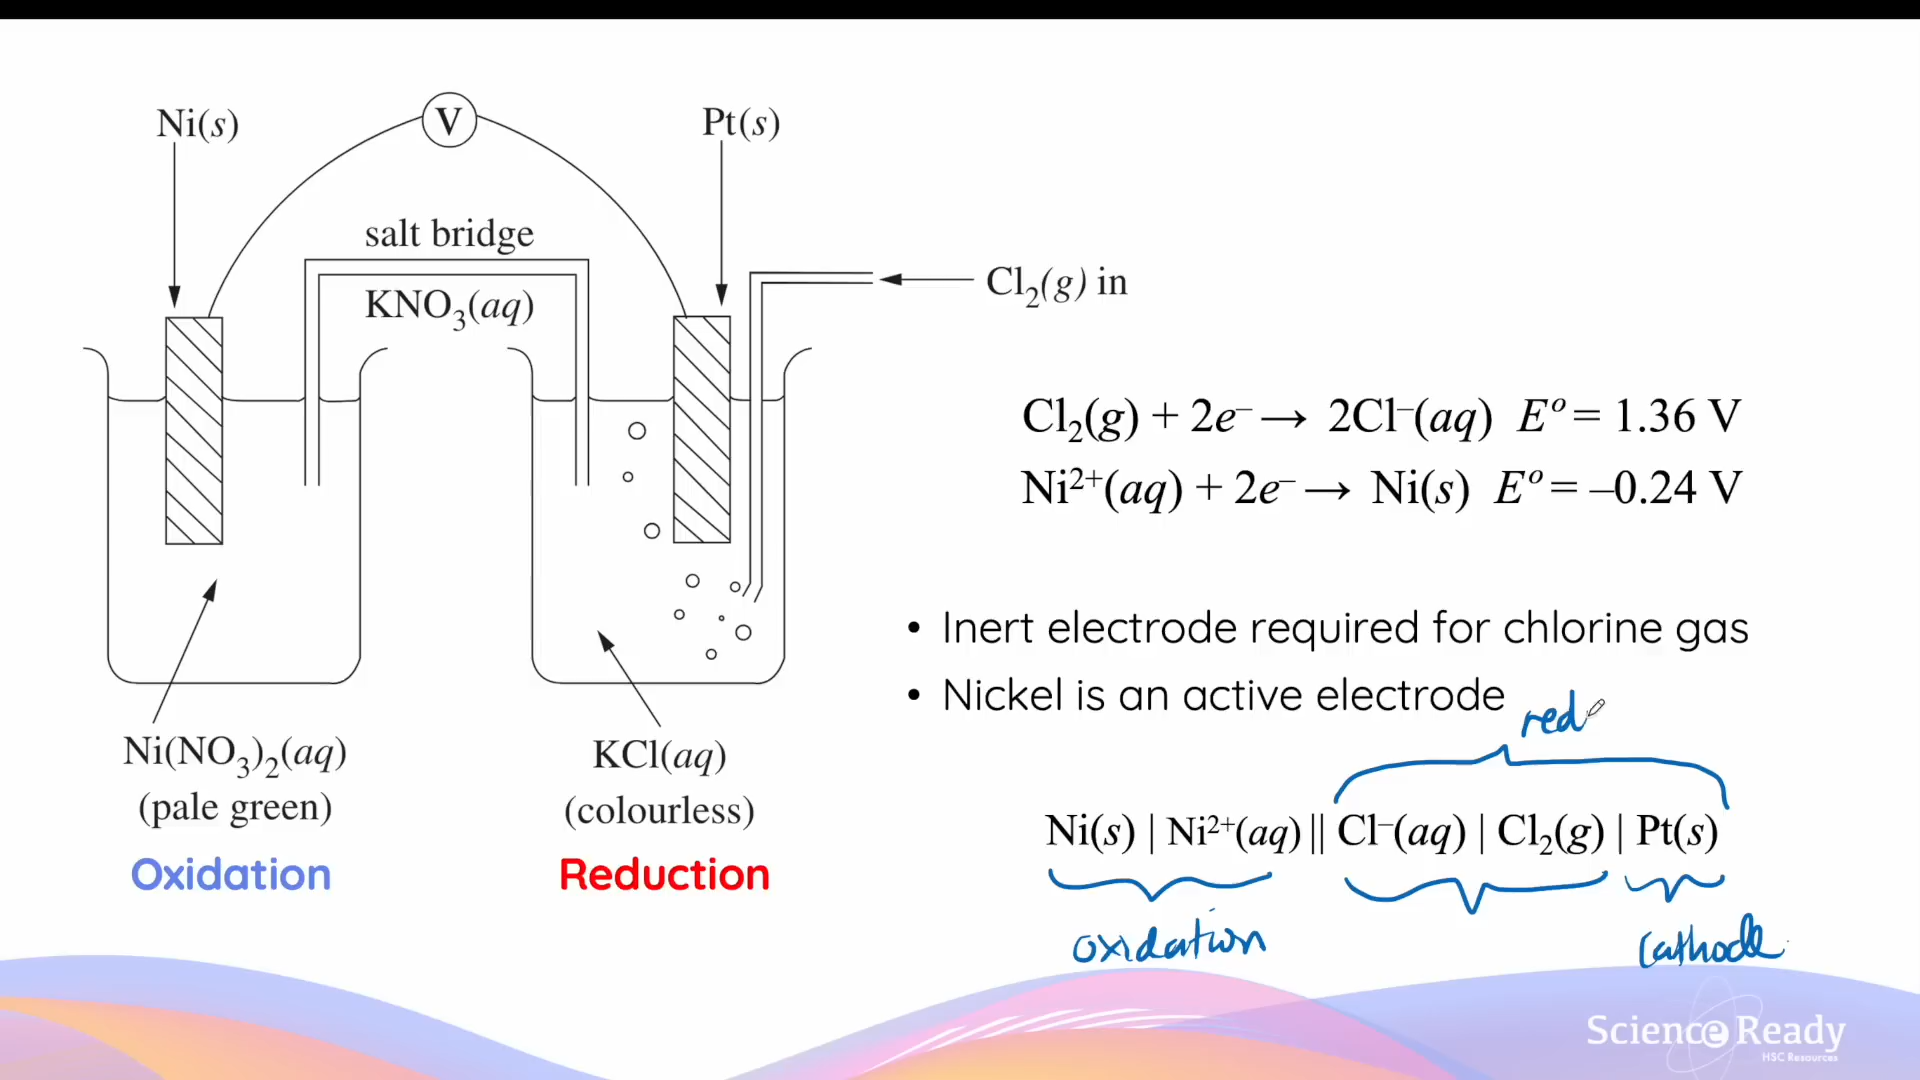 Ni(s)
V
Pt(s)
salt bridge
KNO₃(aq)
Cl₂(g) in
Cl₂(g) + 2e⁻ → 2Cl⁻(aq) Eº = 1.36 V
Ni²⁺(aq) + 2e⁻ → Ni(s) Eº = –0.24 V
• Inert electrode required for chlorine gas
• Nickel is an active electrode
red
Ni(NO₃)₂(aq)
(pale green)
Oxidation
KCl(aq)
(colourless)
Reduction
Ni(s) | Ni²⁺(aq) || Cl⁻(aq) | Cl₂(g) | Pt(s)
oxidation
cathode
Science Ready
HSC Resources